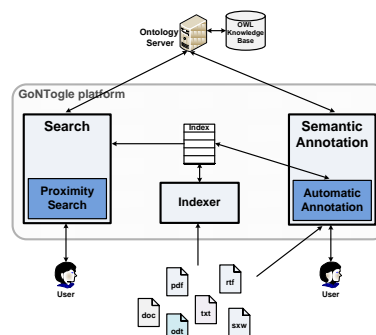 Ontology
Server
OWL
Knowledge
Base
GoNTogle platform
Search
Index
Semantic
Annotation
Proximity
Search
Indexer
Automatic
Annotation
User
pdf
rtf
doc
txt
odt
sxw
User